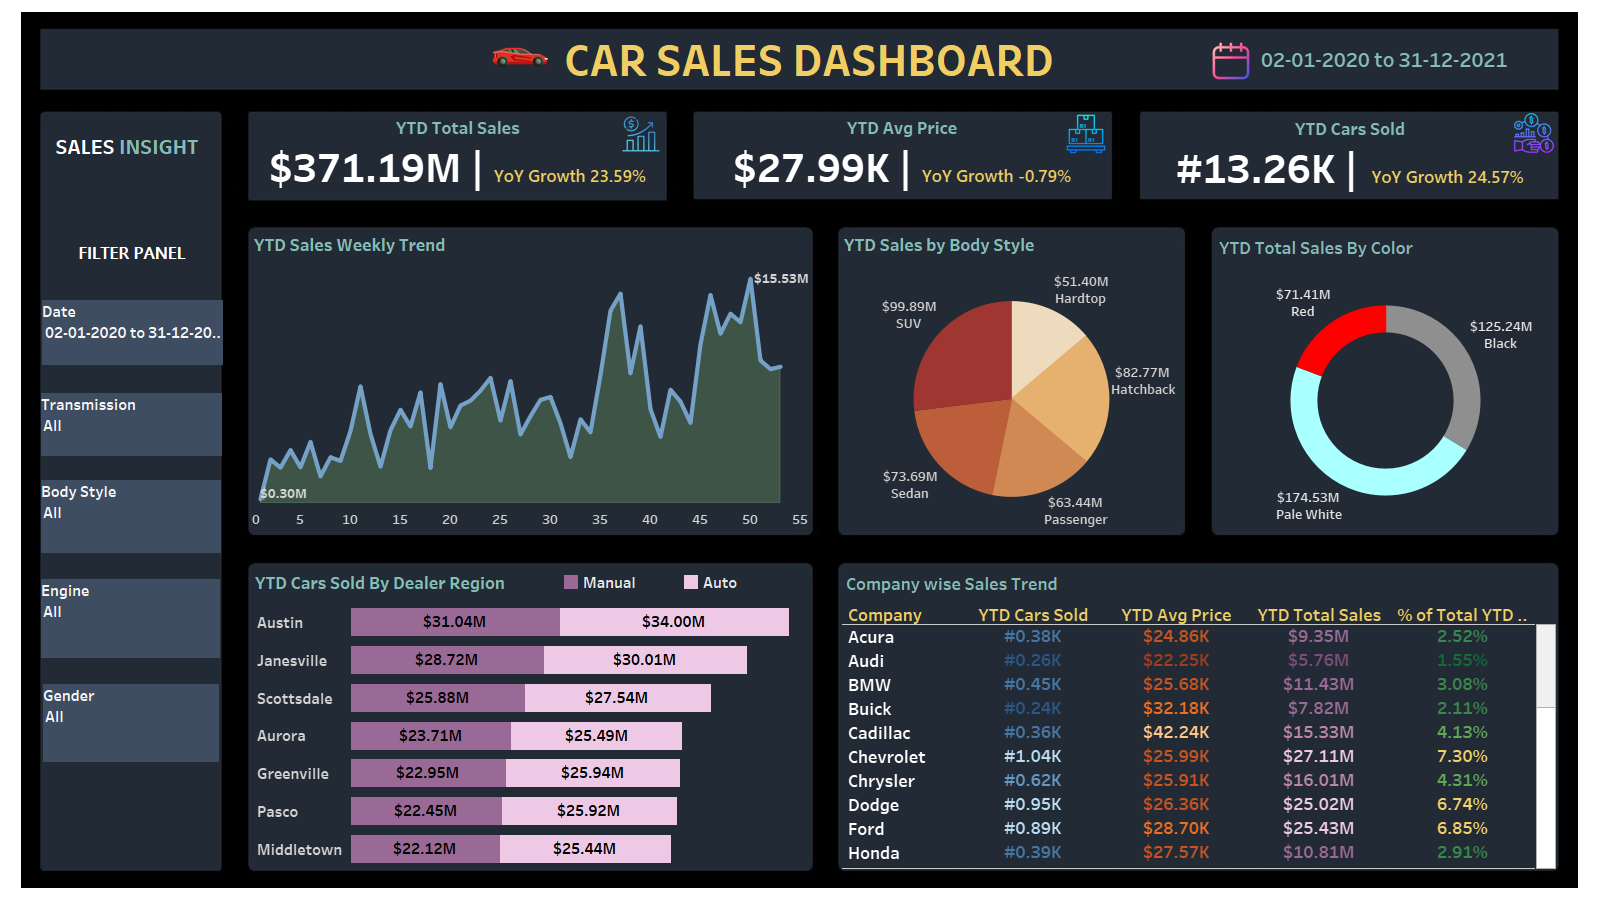 CAR SALES DASHBOARD
02-01-2020 to 31-12-2021
SALES INSIGHT
FILTER PANEL
Date
02-01-2020 to 31-12-20..
Transmission
All
Body Style
All
Engine
All
Gender
All
YTD Total Sales
$371.19M | YoY Growth 23.59%
YTD Avg Price
$27.99K | YoY Growth -0.79%
YTD Cars Sold
#13.26K | YoY Growth 24.57%
YTD Sales Weekly Trend
$15.53M
$0.30M
0 5 10 15 20 25 30 35 40 45 50 55
YTD Sales by Body Style
$51.40M
Hardtop
$99.89M
SUV
$82.77M
Hatchback
$73.69M
Sedan
$63.44M
Passenger
YTD Total Sales By Color
$71.41M
Red
$125.24M
Black
$174.53M
Pale White
YTD Cars Sold By Dealer Region
Manual Auto
Austin $31.04M $34.00M
Janesville $28.72M $30.01M
Scottsdale $25.88M $27.54M
Aurora $23.71M $25.49M
Greenville $22.95M $25.94M
Pasco $22.45M $25.92M
Middletown $22.12M $25.44M
Company wise Sales Trend
Company YTD Cars Sold YTD Avg Price YTD Total Sales % of Total YTD ..
Acura #0.38K $24.86K $9.35M 2.52%
Audi #0.26K $22.25K $5.76M 1.55%
BMW #0.45K $25.68K $11.43M 3.08%
Buick #0.24K $32.18K $7.82M 2.11%
Cadillac #0.36K $42.24K $15.33M 4.13%
Chevrolet #1.04K $25.99K $27.11M 7.30%
Chrysler #0.62K $25.91K $16.01M 4.31%
Dodge #0.95K $26.36K $25.02M 6.74%
Ford #0.89K $28.70K $25.43M 6.85%
Honda #0.39K $27.57K $10.81M 2.91%